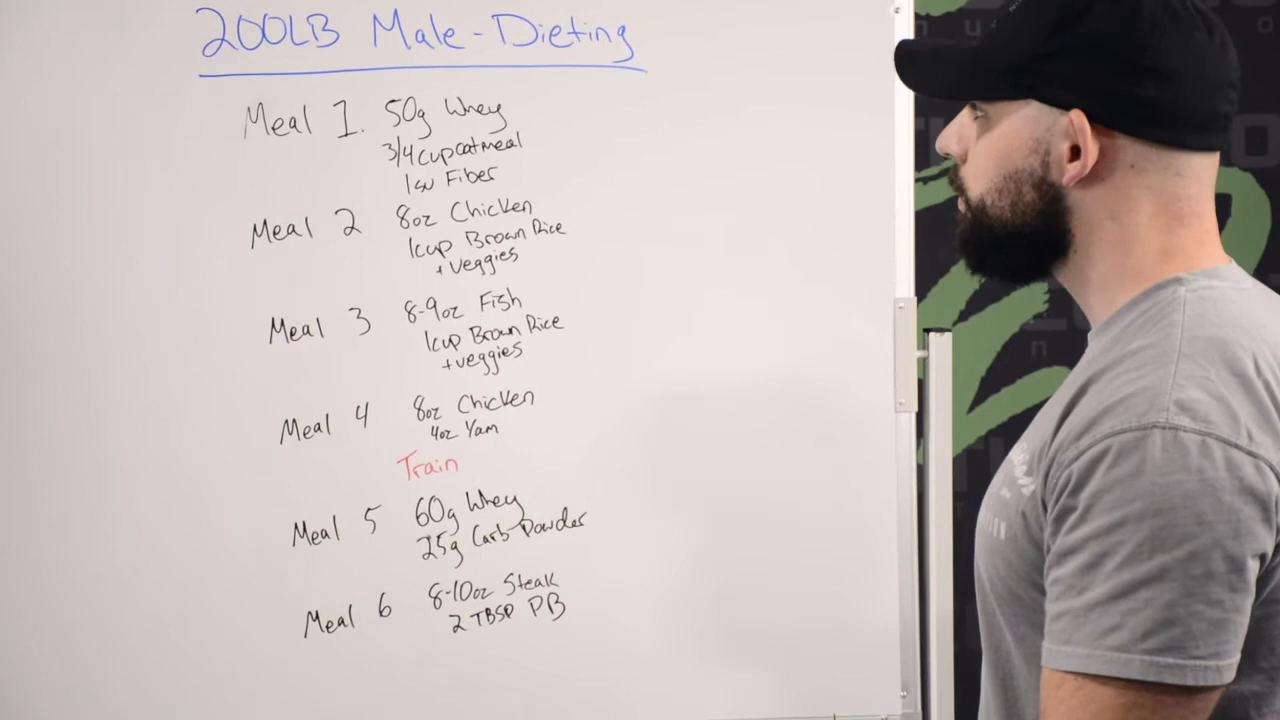 200LB Male-Dieting
Meal 1. 50g Whey
3/4 cup oatmeal
1sv Fiber
Meal 2 8oz Chicken
1cup Brown Rice
+ veggies
Meal 3 8-9oz Fish
1cup Brown Rice
+veggies
Meal 4 8oz Chicken
4oz Yam
Train
Meal 5 60g Whey
25g Carb Powder
Meal 6 8-10oz Steak
2 TBSP PB